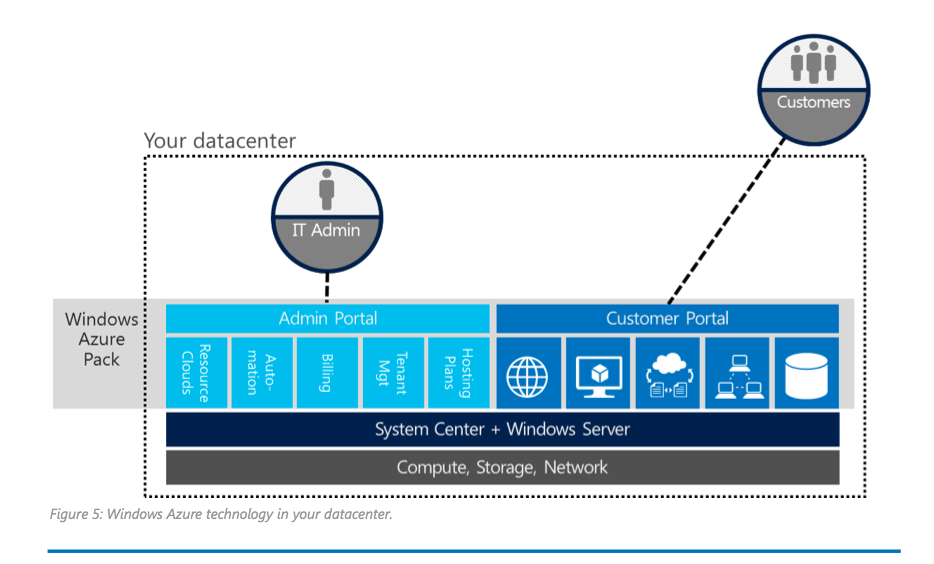 Customers
Your datacenter
IT Admin
Windows
Azure
Pack
Admin Portal
Customer Portal
Resource
Clouds
Auto-
mation
Billing
Tenant
Mgt
Hosting
Plans
System Center + Windows Server
Compute, Storage, Network
Figure 5: Windows Azure technology in your datacenter.